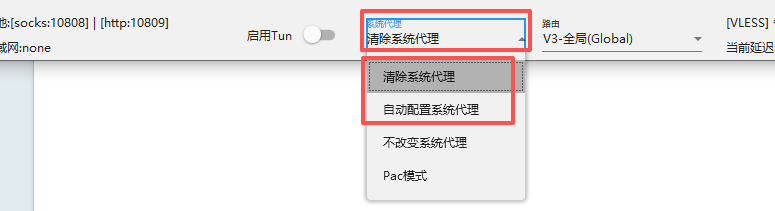 也:[socks:10808] | [http:10809]
或网:none
启用Tun
系统代理
清除系统代理
路由
V3-全局(Global)
[VLESS]
当前延迟
清除系统代理
自动配置系统代理
不改变系统代理
Pac模式